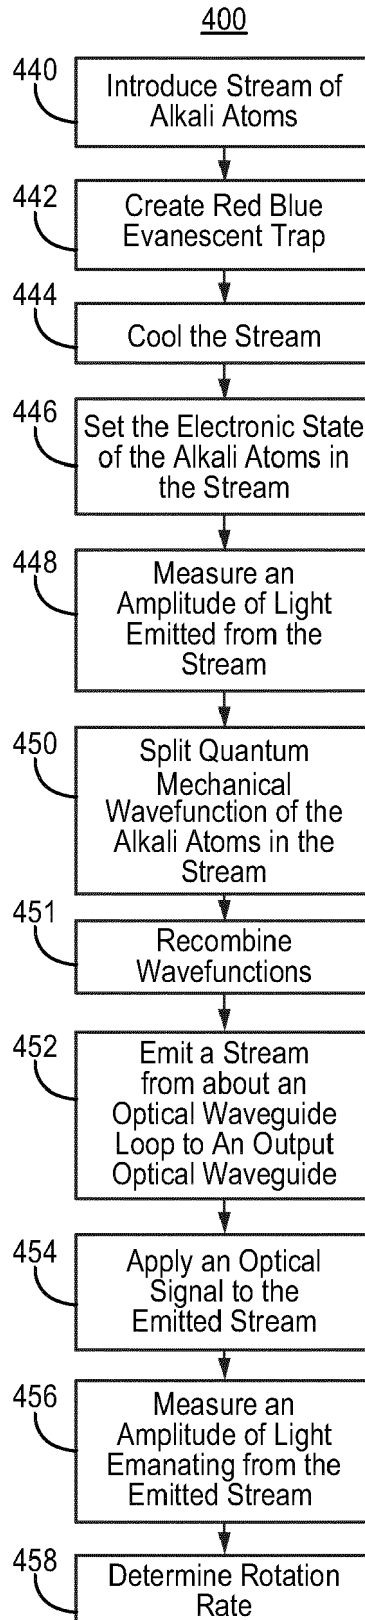 400
440
Introduce Stream of
Alkali Atoms
442
Create Red Blue
Evanescent Trap
444
Cool the Stream
446
Set the Electronic State
of the Alkali Atoms in
the Stream
448
Measure an
Amplitude of Light
Emitted from the
Stream
450
Split Quantum
Mechanical
Wavefunction of the
Alkali Atoms in the
Stream
451
Recombine
Wavefunctions
452
Emit a Stream
from about an
Optical Waveguide
Loop to An Output
Optical Waveguide
454
Apply an Optical
Signal to the
Emitted Stream
456
Measure an
Amplitude of Light
Emanating from the
Emitted Stream
458
Determine Rotation
Rate